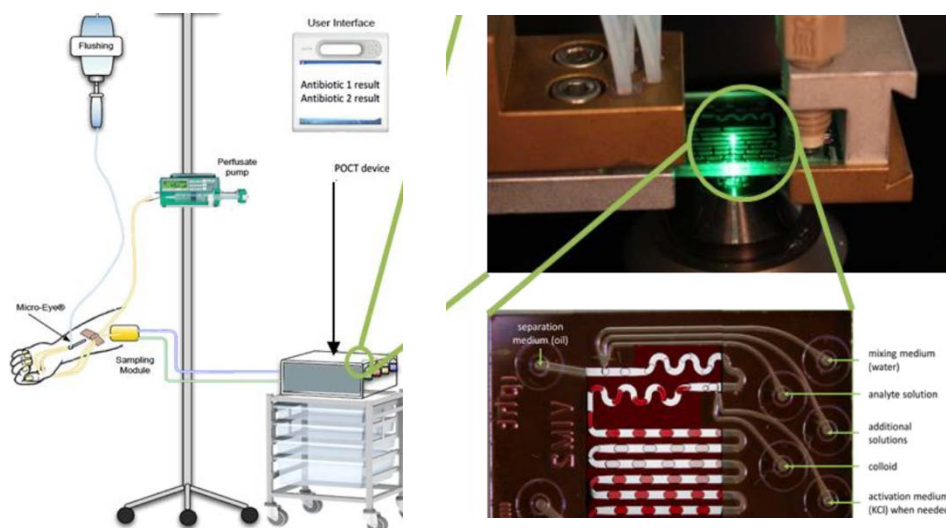 Flushing
User Interface
Antibiotic 1 result
Antibiotic 2 result
Perfusate
pump
POCT device
Micro-Eye®
Sampling
Module
separation
medium (oil)
mixing medium
(water)
analyte solution
additional
solutions
colloid
activation medium
(KCl) when needed